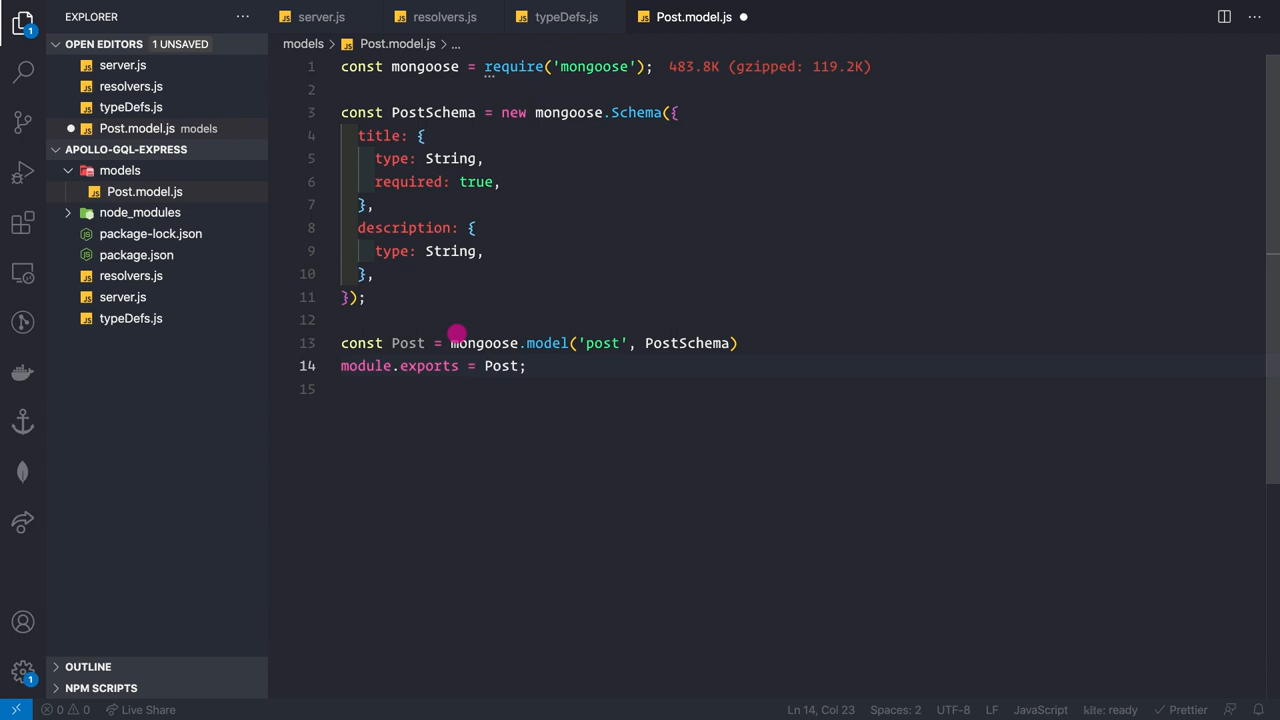 EXPLORER
OPEN EDITORS 1 UNSAVED
server.js
resolvers.js
typeDefs.js
Post.model.js models
APOLLO-GQL-EXPRESS
models
Post.model.js
node_modules
package-lock.json
package.json
resolvers.js
server.js
typeDefs.js
OUTLINE
NPM SCRIPTS
1
1
server.js resolvers.js typeDefs.js Post.model.js
models > Post.model.js > ...
1 const mongoose = require('mongoose'); 483.8K (gzipped: 119.2K)
2
3 const PostSchema = new mongoose.Schema({
4 title: {
5 type: String,
6 required: true,
7 },
8 description: {
9 type: String,
10 },
11 });
12
13 const Post = mongoose.model('post', PostSchema)
14 module.exports = Post;
15
0 0 Live Share Ln 14, Col 23 Spaces: 2 UTF-8 LF JavaScript kite: ready Prettier